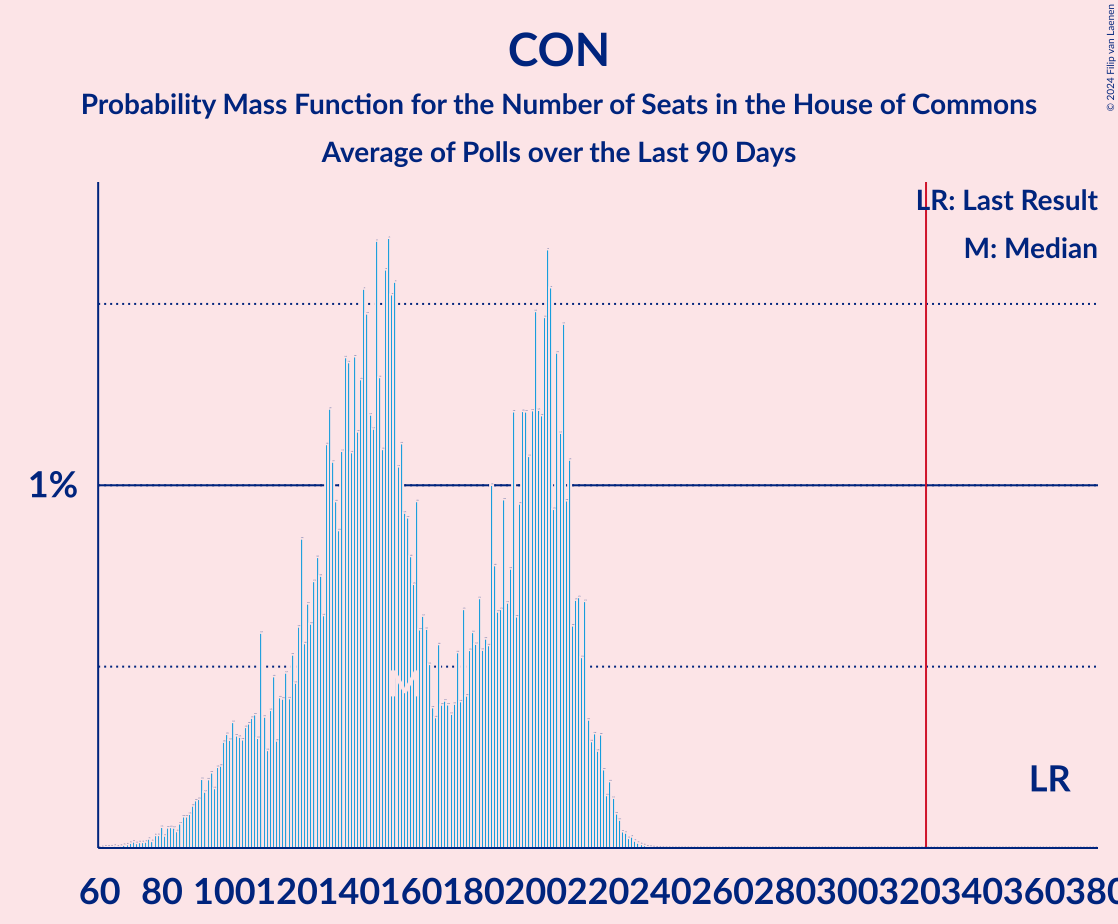 CON
Probability Mass Function for the Number of Seats in the House of Commons
Average of Polls over the Last 90 Days
© 2024 Filip van Laenen
LR: Last Result
M: Median
1%
M
LR
60 80 100 120 140 160 180 200 220 240 260 280 300 320 340 360 380